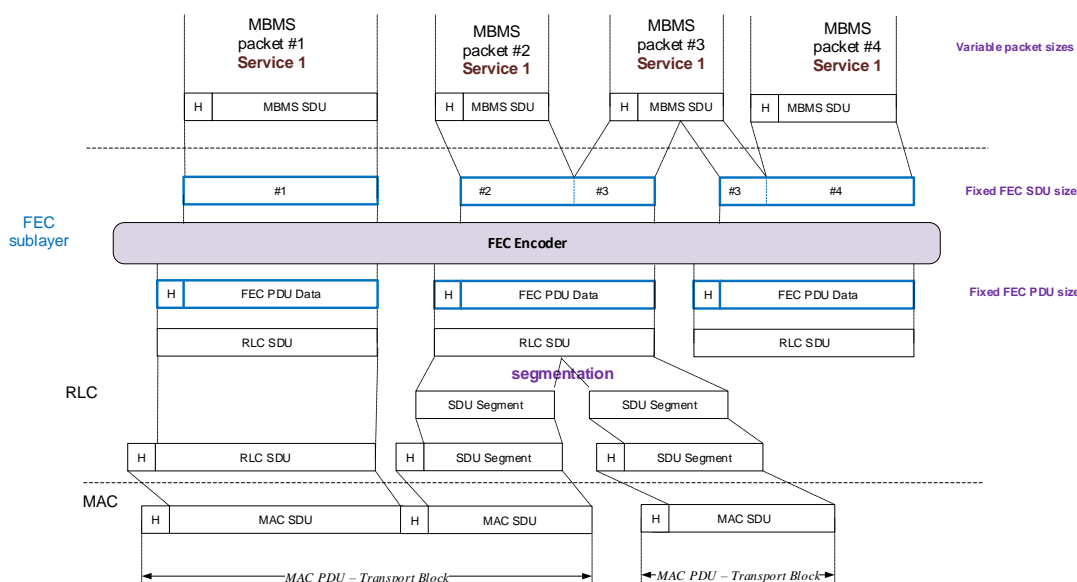 MBMS
packet #1
Service 1
MBMS
packet #2
Service 1
MBMS
packet #3
Service 1
MBMS
packet #4
Service 1
Variable packet sizes
H MBMS SDU H MBMS SDU H MBMS SDU H MBMS SDU
#1 #2 #3 #3 #4
Fixed FEC SDU size
FEC
sublayer
FEC Encoder
H FEC PDU Data H FEC PDU Data H FEC PDU Data
Fixed FEC PDU size
RLC SDU RLC SDU RLC SDU
segmentation
RLC
SDU Segment SDU Segment
H RLC SDU H SDU Segment H SDU Segment
MAC
H MAC SDU H MAC SDU H MAC SDU
MAC PDU – Transport Block MAC PDU – Transport Block